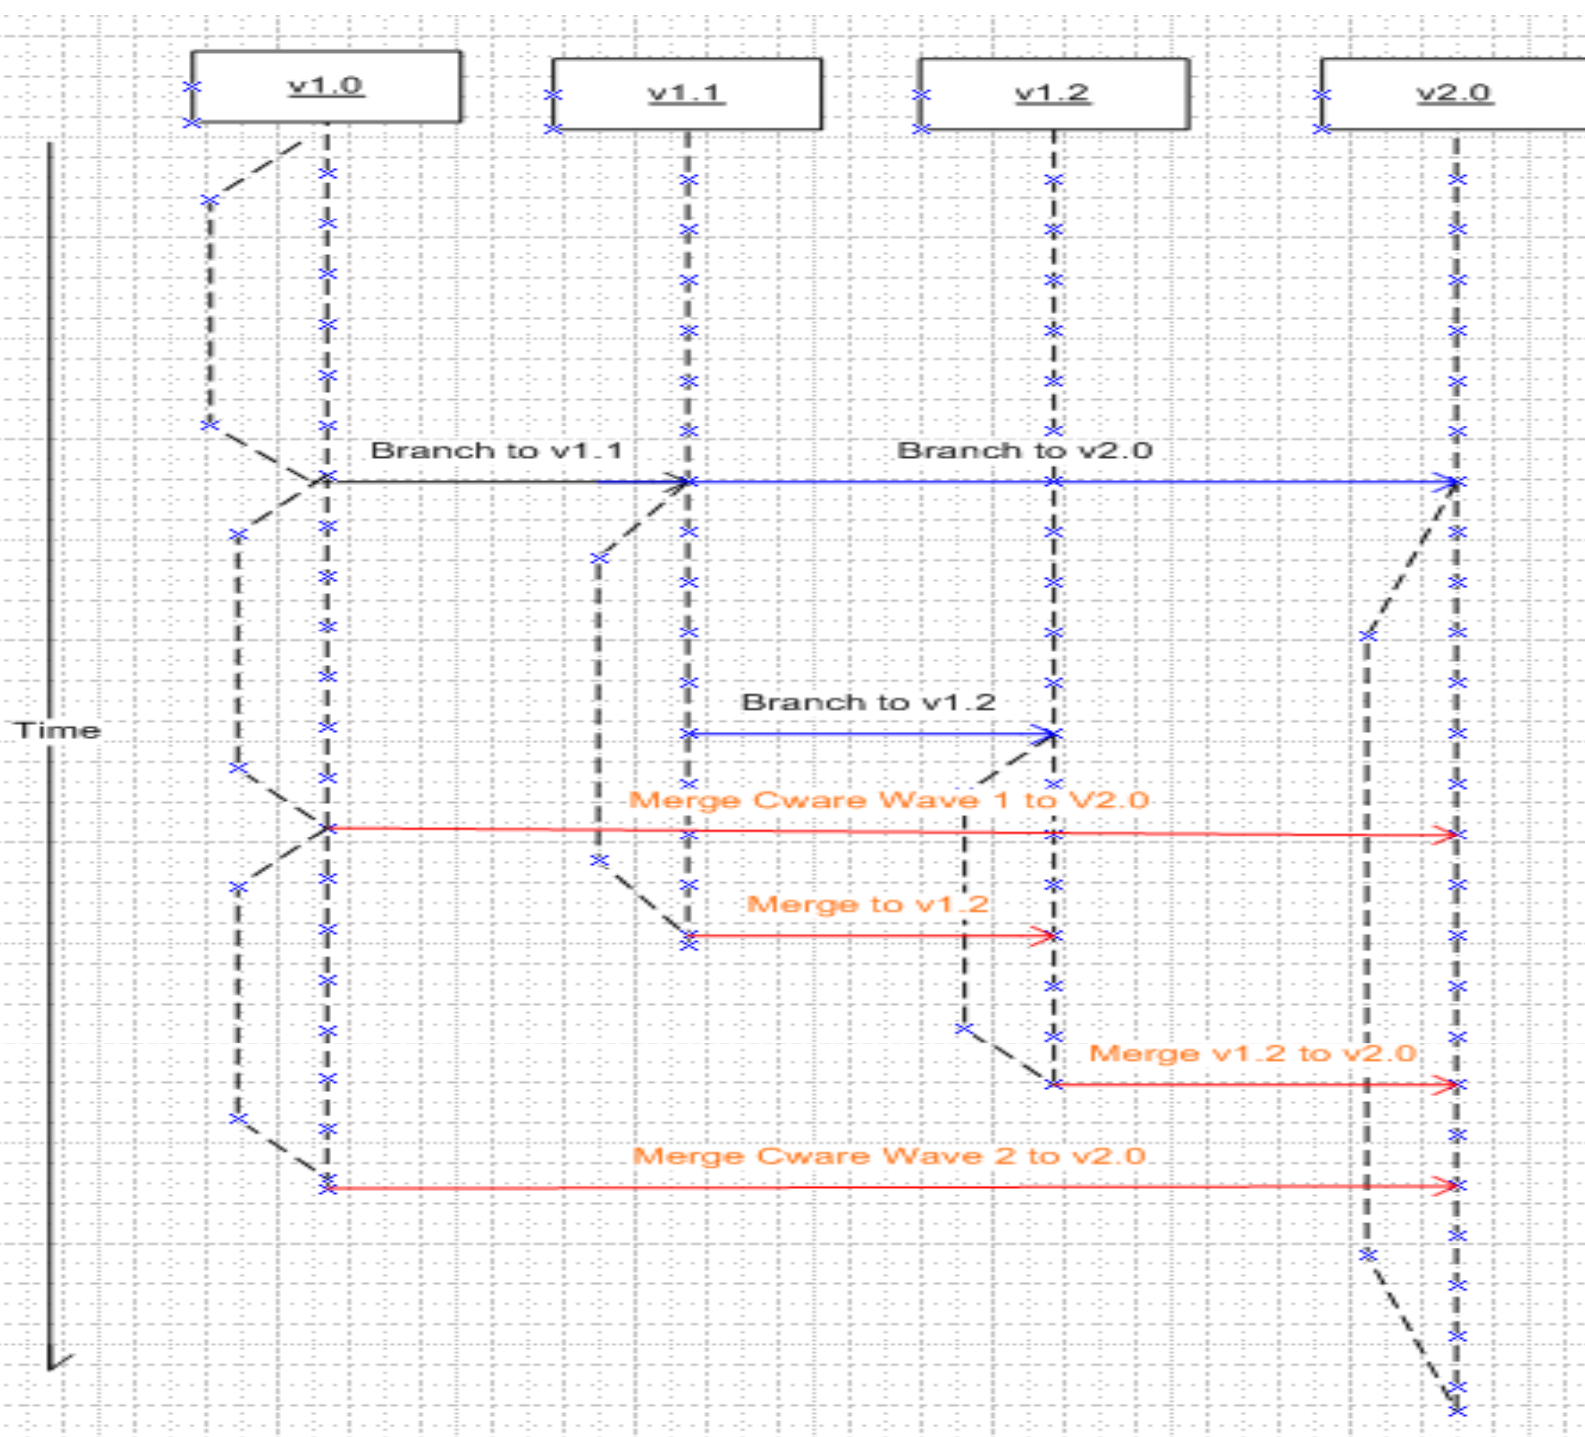 v1.0
v1.1
v1.2
v2.0
Branch to v1.1
Branch to v2.0
Branch to v1.2
Time
Merge Cware Wave 1 to V2.0
Merge to v1.2
Merge v1.2 to v2.0
Merge Cware Wave 2 to v2.0